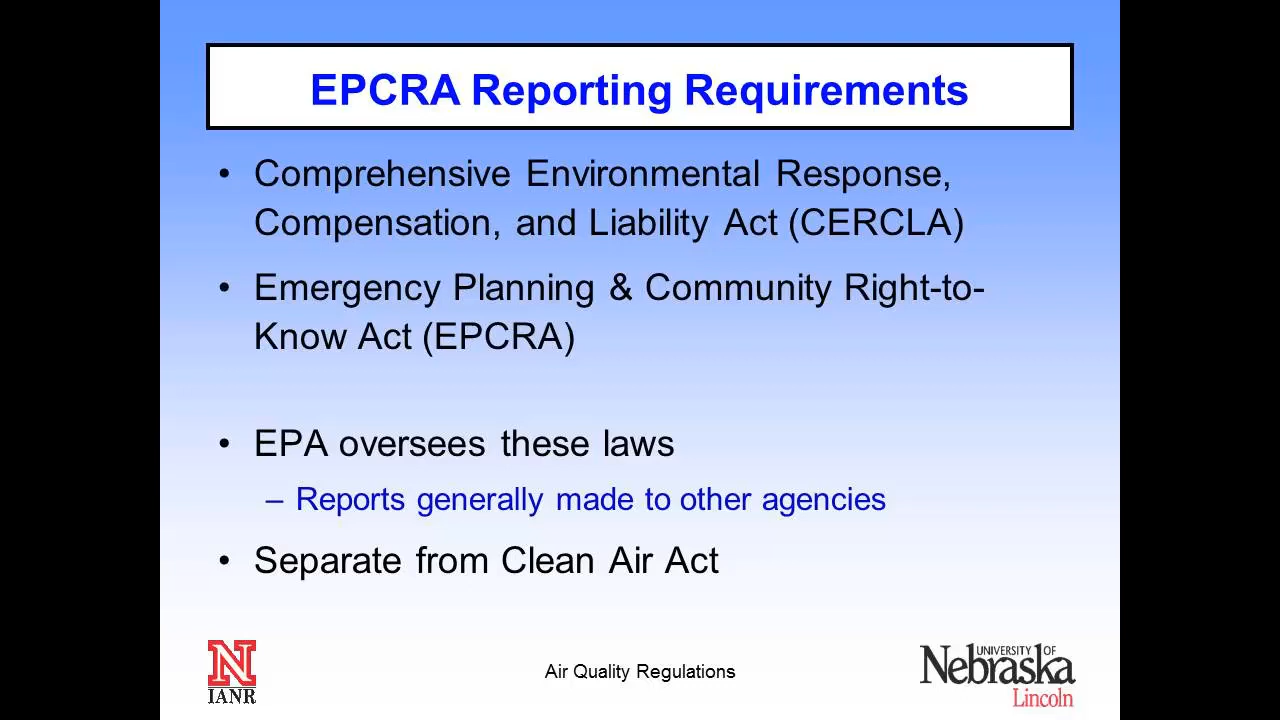 EPCRA Reporting Requirements
• Comprehensive Environmental Response,
Compensation, and Liability Act (CERCLA)
• Emergency Planning & Community Right-to-
Know Act (EPCRA)
• EPA oversees these laws
– Reports generally made to other agencies
• Separate from Clean Air Act
N
IANR
Air Quality Regulations
UNIVERSITY OF
Nebraska
Lincoln